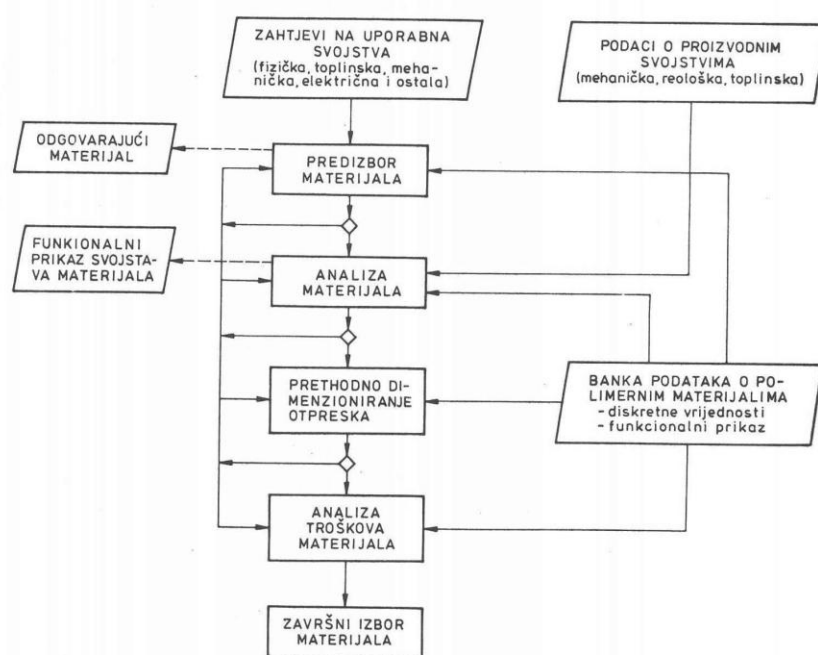 ZAHTJEVI NA UPORABNA
SVOJSTVA
(fizička, toplinska, meha-
nička, električna i ostala)
PODACI O PROIZVODNIM
SVOJSTVIMA
(mehanička, reološka, toplinska)
ODGOVARAJUĆI
MATERIJAL
PREDIZBOR
MATERIJALA
FUNKIONALNI
PRIKAZ SVOJSTA-
VA MATERIJALA
ANALIZA
MATERIJALA
PRETHODNO DI-
MENZIONIRANJE
OTPRESKA
BANKA PODATAKA O PO-
LIMERNIM MATERIJALIMA
- diskretne vrijednosti
- funkcionalni prikaz
ANALIZA
TROŠKOVA
MATERIJALA
ZAVRŠNI IZBOR
MATERIJALA